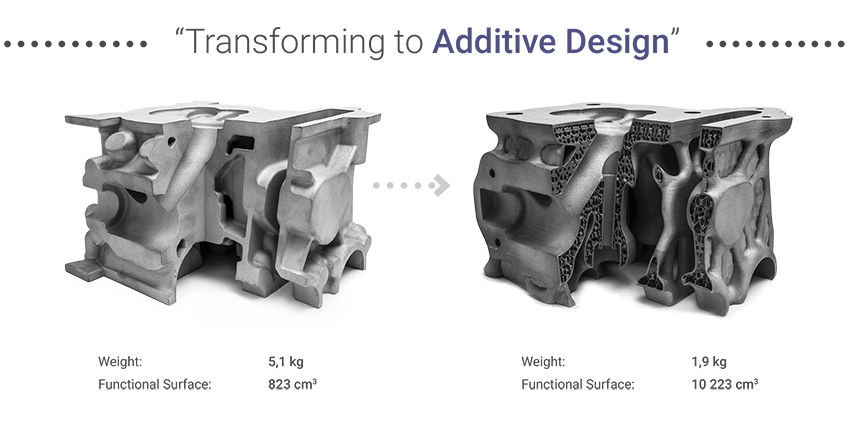 “Transforming to Additive Design”
Weight: 5,1 kg
Functional Surface: 823 cm³
Weight: 1,9 kg
Functional Surface: 10 223 cm³